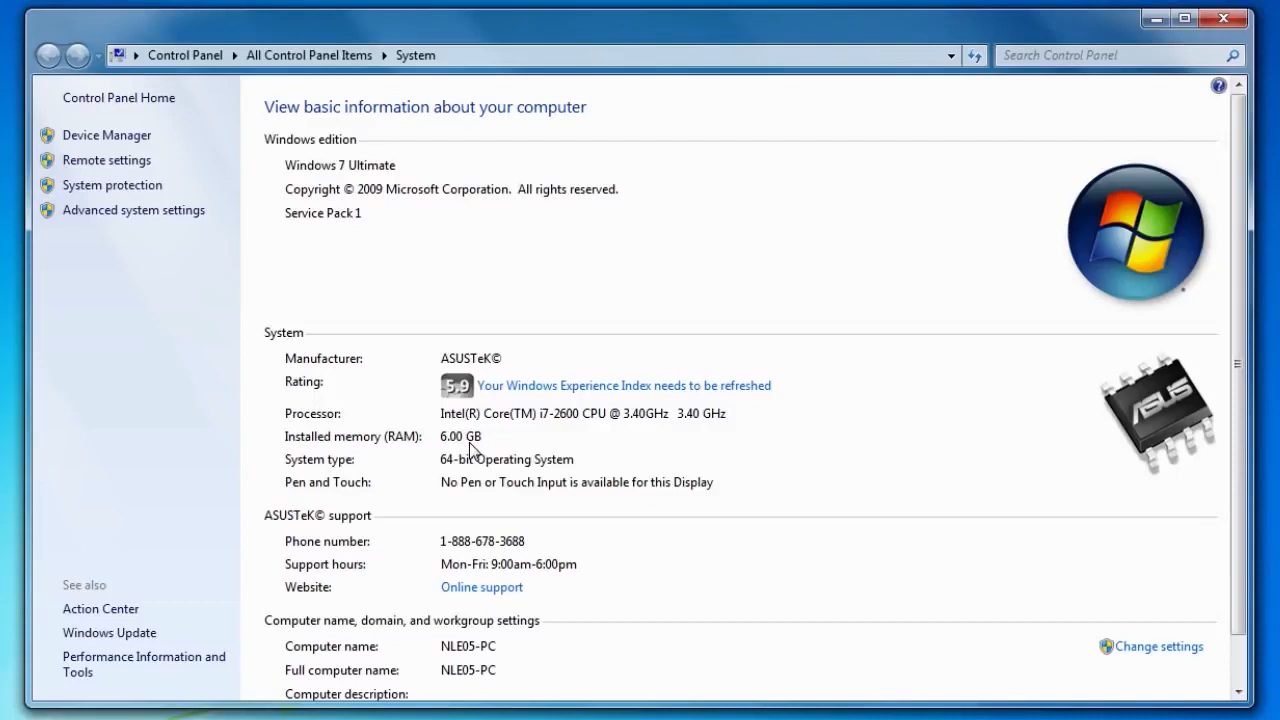 Control Panel All Control Panel Items System
Search Control Panel
Control Panel Home
Device Manager
Remote settings
System protection
Advanced system settings
See also
Action Center
Windows Update
Performance Information and
Tools
View basic information about your computer
Windows edition
Windows 7 Ultimate
Copyright © 2009 Microsoft Corporation. All rights reserved.
Service Pack 1
System
Manufacturer: ASUSTeK©
Rating: 5.9 Your Windows Experience Index needs to be refreshed
Processor: Intel(R) Core(TM) i7-2600 CPU @ 3.40GHz 3.40 GHz
Installed memory (RAM): 6.00 GB
System type: 64-bit Operating System
Pen and Touch: No Pen or Touch Input is available for this Display
ASUS
ASUSTeK© support
Phone number: 1-888-678-3688
Support hours: Mon-Fri: 9:00am-6:00pm
Website: Online support
Computer name, domain, and workgroup settings
Computer name: NLE05-PC
Change settings
Full computer name: NLE05-PC
Computer description: